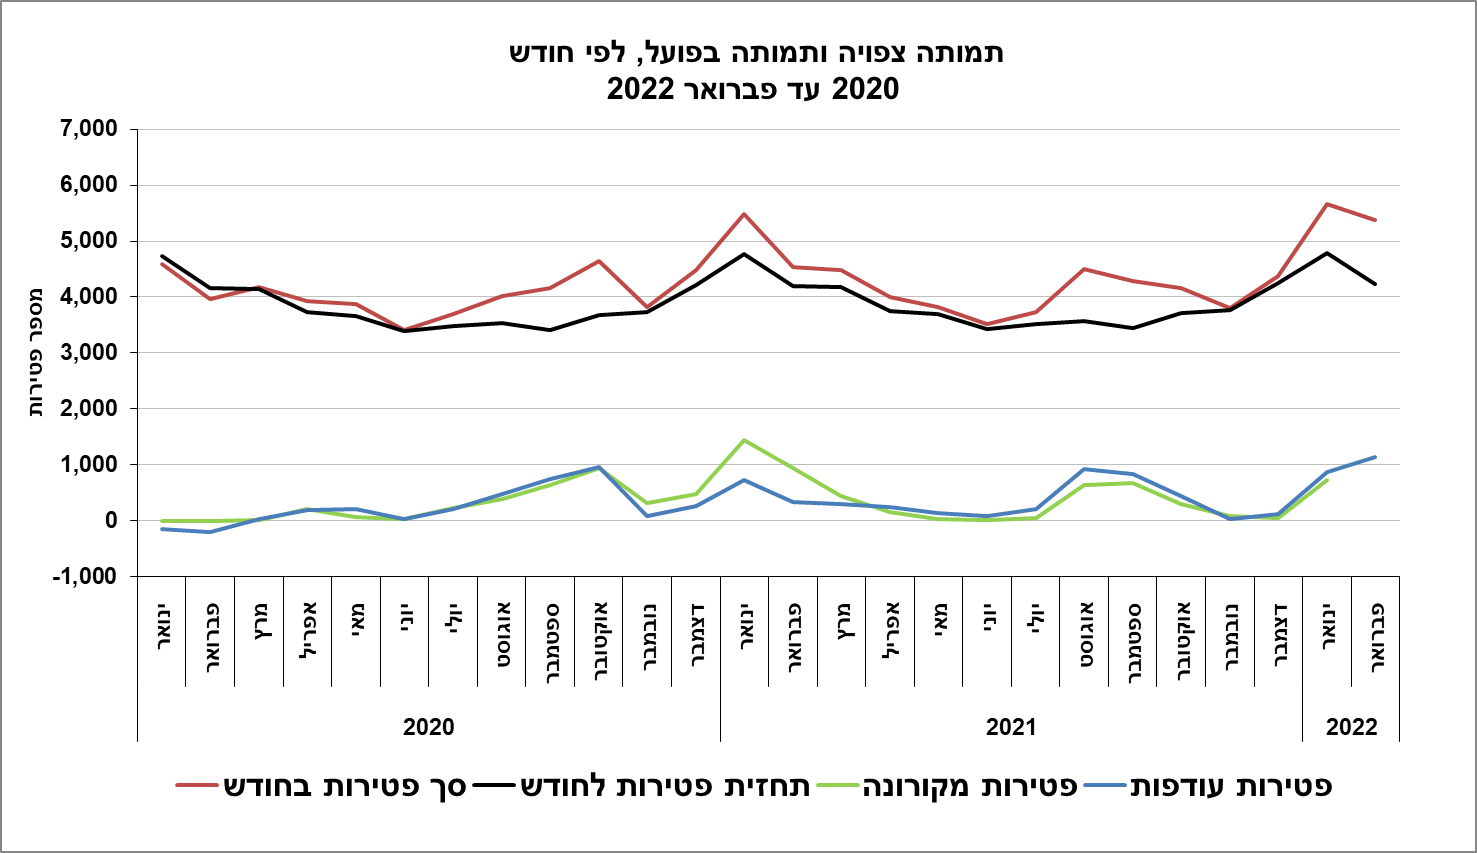 תמותה צפויה ותמותה בפועל, לפי חודש
2020 עד פברואר 2022
מספר פטירות
7,000
6,000
5,000
4,000
3,000
2,000
1,000
0
-1,000
ינואר
פברואר
מרץ
אפריל
מאי
יוני
יולי
אוגוסט
ספטמבר
אוקטובר
נובמבר
דצמבר
ינואר
פברואר
מרץ
אפריל
מאי
יוני
יולי
אוגוסט
ספטמבר
אוקטובר
נובמבר
דצמבר
ינואר
פברואר
2020
2021
2022
סך פטירות בחודש
תחזית פטירות לחודש
פטירות מקורונה
פטירות עודפות